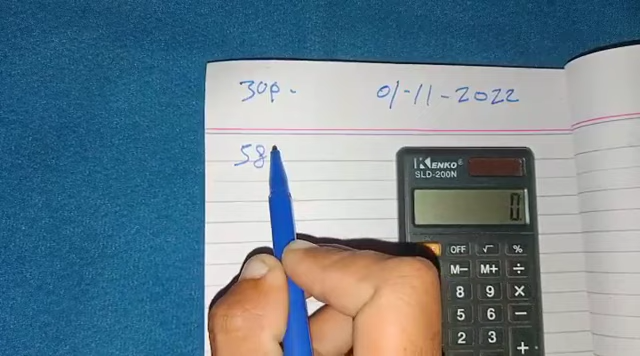 30p. 01-11-2022
58
KENKO
SLD-200N
0.
OFF √ %
M- M+ ÷
8 9 ×
5 6 −
2 3 +